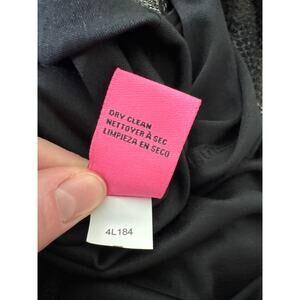 DRY CLEAN
NETTOYER À SEC
LIMPIEZA EN SECO
4L184